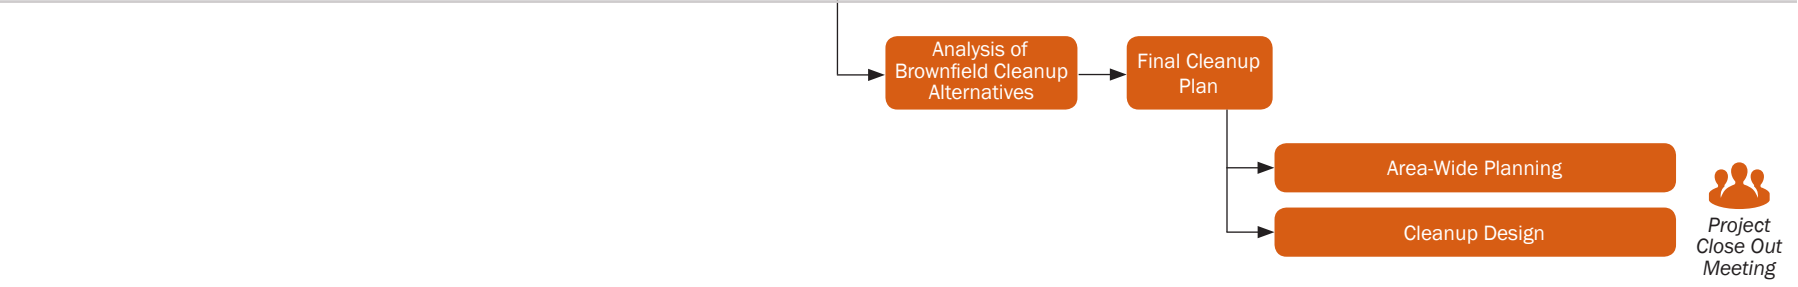 Analysis of
Brownfield Cleanup
Alternatives
Final Cleanup
Plan
Area-Wide Planning
Cleanup Design
Project
Close Out
Meeting